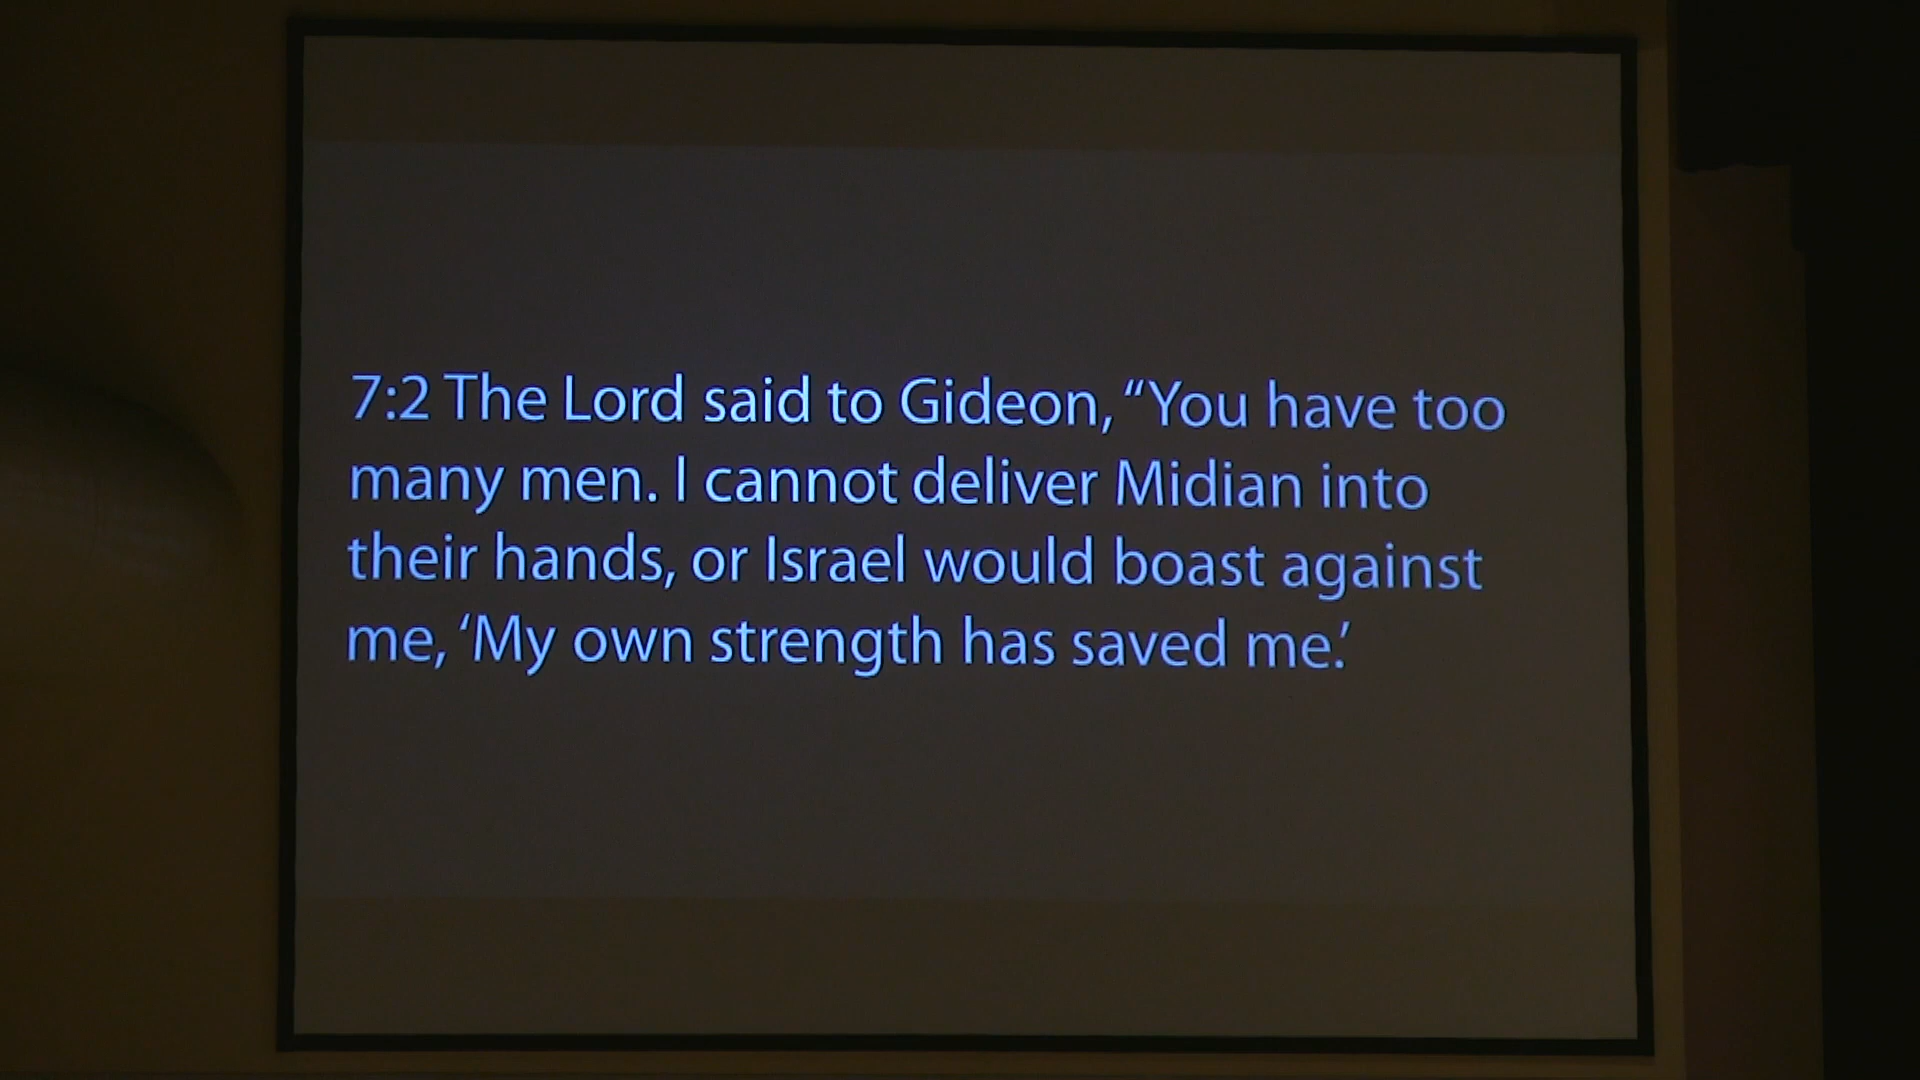 7:2 The Lord said to Gideon, “You have too
many men. I cannot deliver Midian into
their hands, or Israel would boast against
me, ‘My own strength has saved me.’